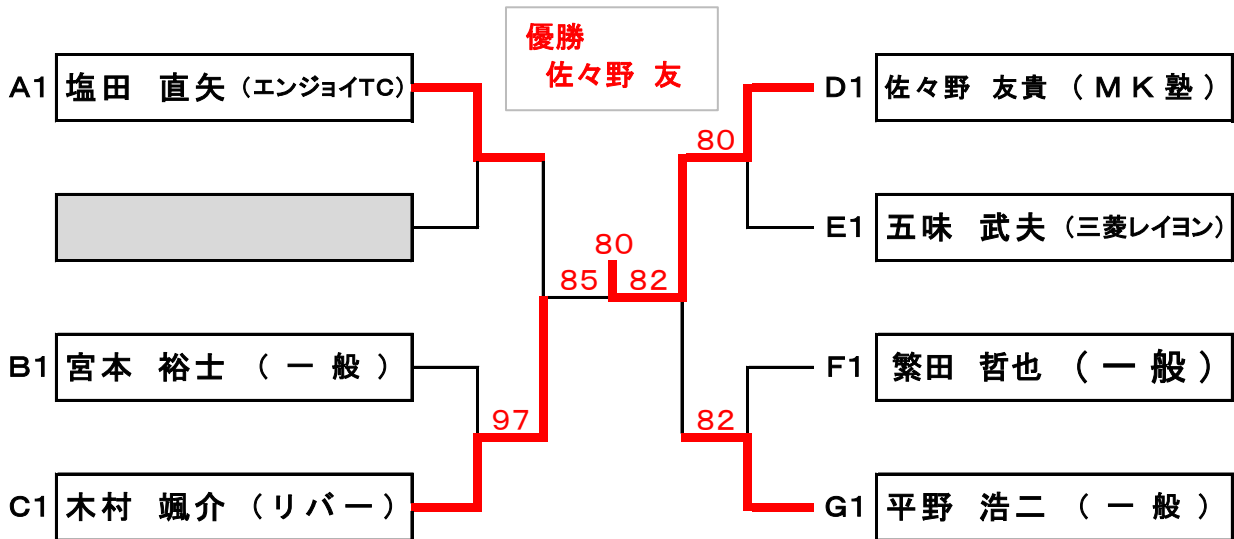 優勝
佐々野 友
A1 塩田 直矢 (エンジョイTC)
D1 佐々野 友貴 (MK塾)
80
E1 五味 武夫 (三菱レイヨン)
80
85 82
B1 宮本 裕士 (一般)
F1 繁田 哲也 (一般)
97
82
C1 木村 颯介 (リバー)
G1 平野 浩二 (一般)